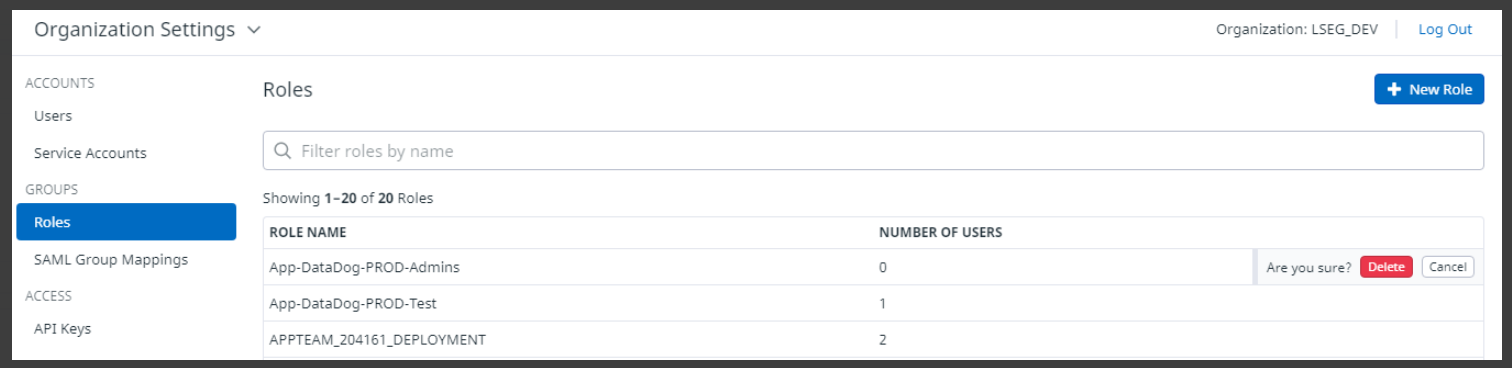 Organization Settings
Organization: LSEG_DEV
Log Out
ACCOUNTS
Users
Service Accounts
GROUPS
Roles
SAML Group Mappings
ACCESS
API Keys
Roles
+ New Role
Filter roles by name
Showing 1–20 of 20 Roles
ROLE NAME NUMBER OF USERS
App-DataDog-PROD-Admins 0 Are you sure? Delete Cancel
App-DataDog-PROD-Test 1
APPTEAM_204161_DEPLOYMENT 2